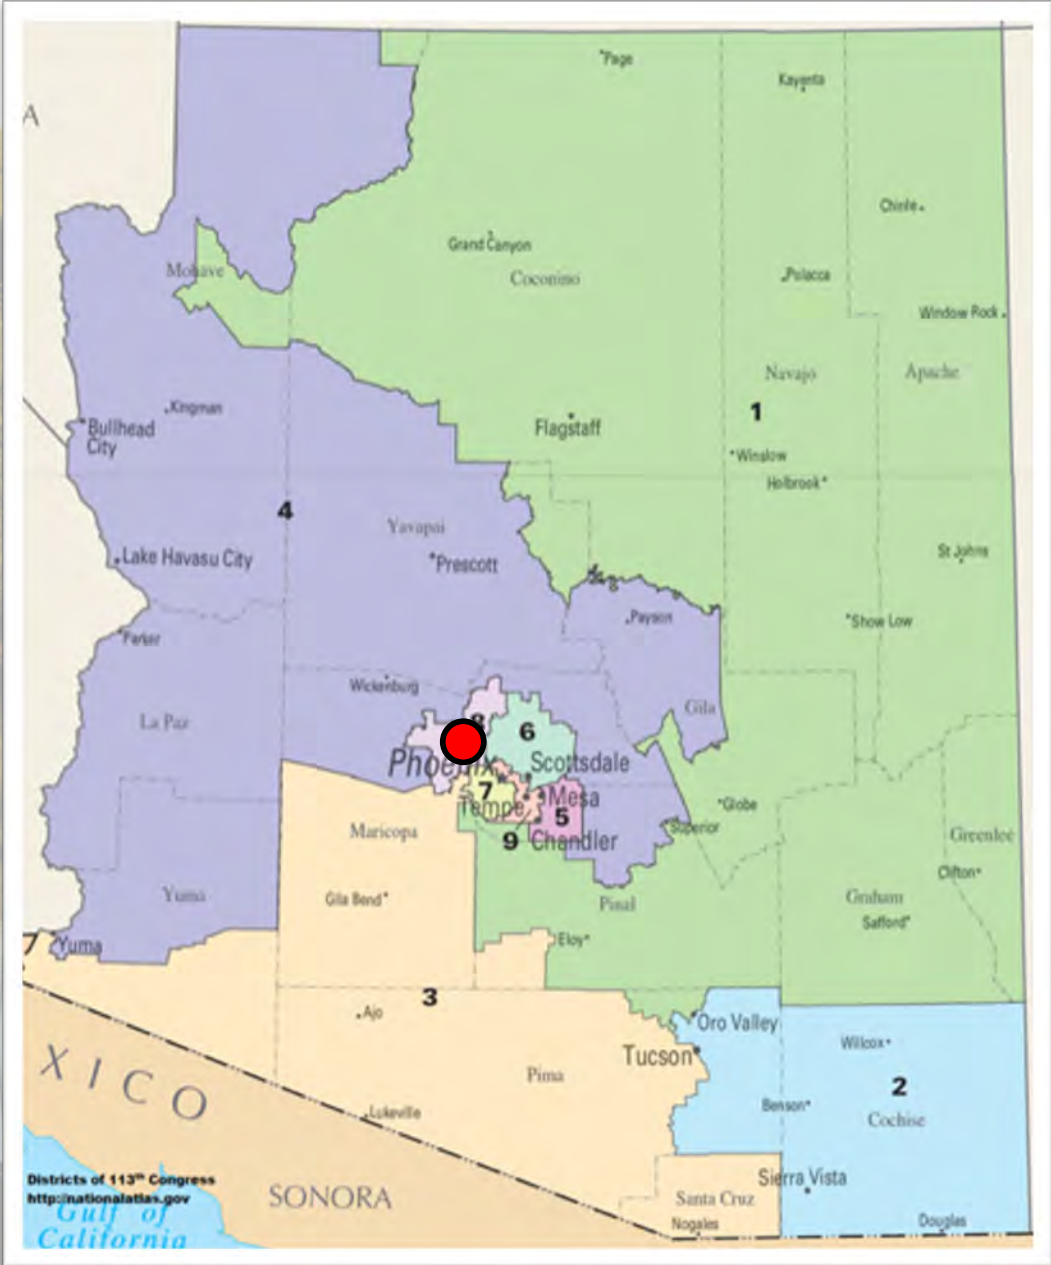 A
Page
Kayenta
Chinle
Grand Canyon
Mohave
Coconino
Polacca
Window Rock
Navajo
Apache
Kingman
1
Bullhead
City
Flagstaff
Winslow
Holbrook
4
Yavapai
Lake Havasu City
Prescott
St Johns
Parker
Payson
Show Low
Wickenburg
La Paz
Gila
8
6
Phoenix
Scottsdale
7
Mesa
Tempe
5
Globe
Superior
Maricopa
9
Chandler
Greenlee
Clifton
Yuma
Gila Bend
Pinal
Graham
Safford
Yuma
Eloy
3
Ajo
Oro Valley
Willcox
XICO
Tucson
Pima
2
Benson
Cochise
Lukeville
Districts of 113th Congress
http://nationalatlas.gov
Sierra Vista
SONORA
Santa Cruz
Gulf of
California
Nogales
Douglas